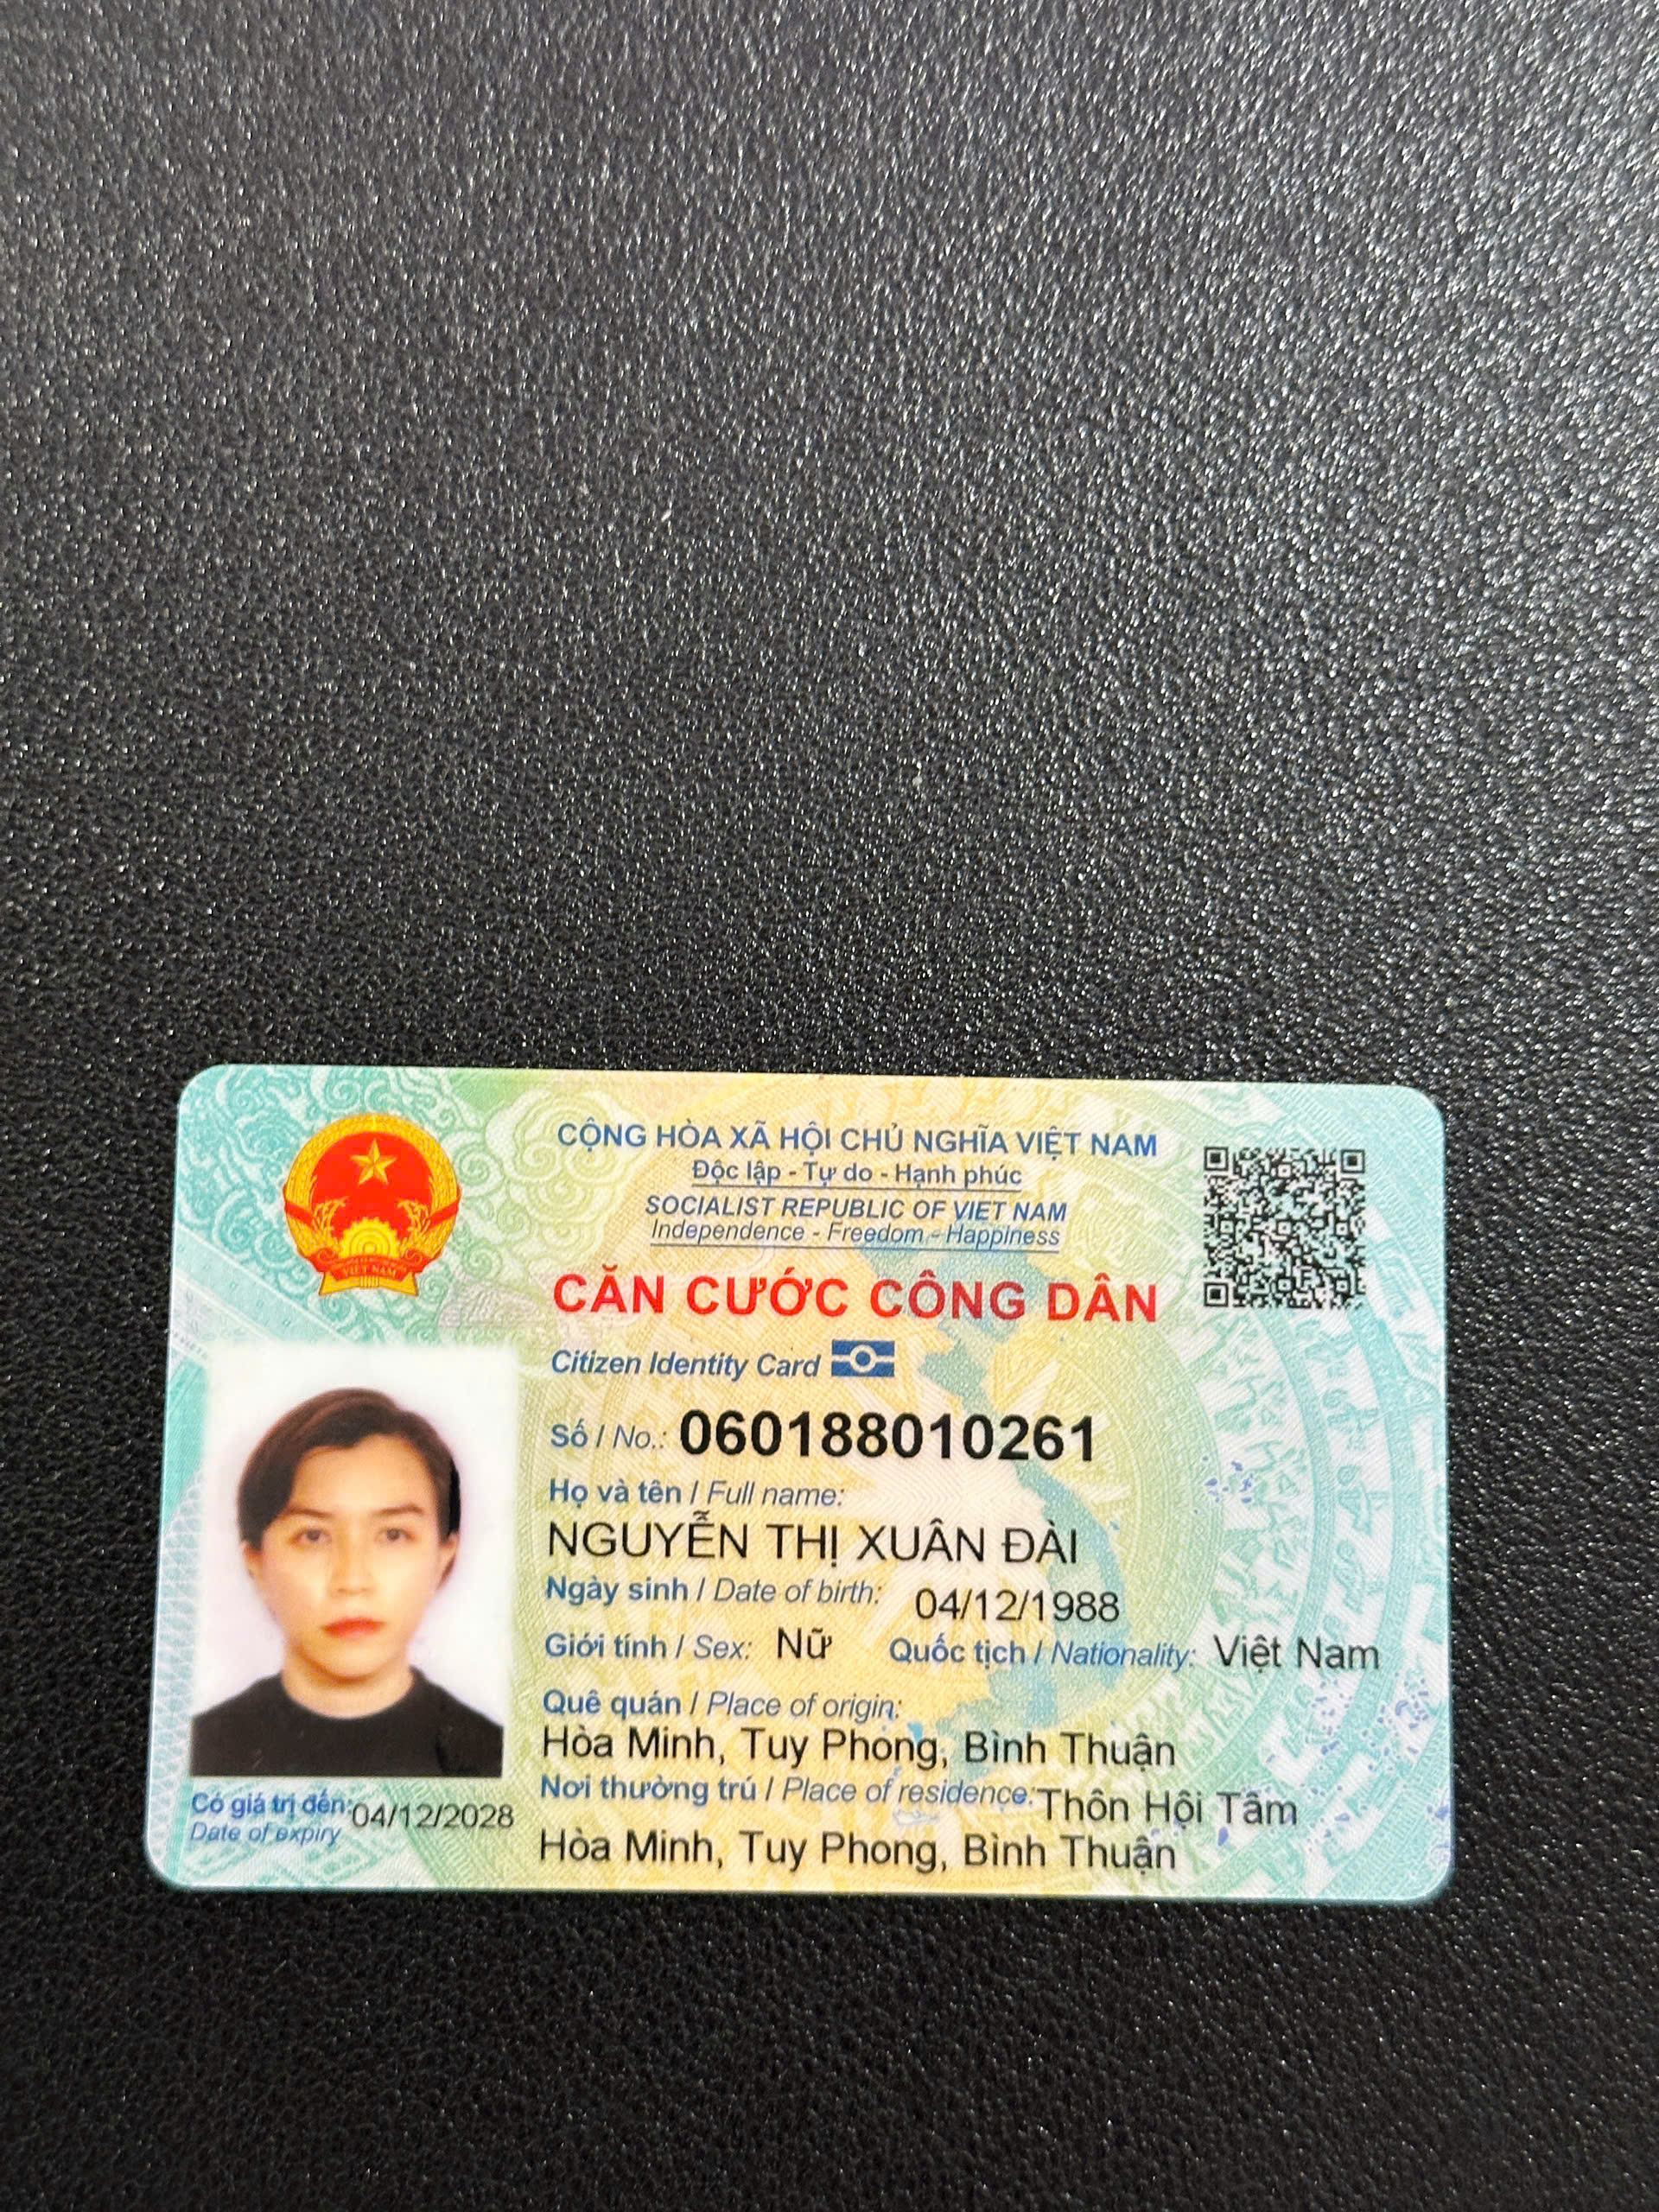 CỘNG HÒA XÃ HỘI CHỦ NGHĨA VIỆT NAM
Độc lập - Tự do - Hạnh phúc
SOCIALIST REPUBLIC OF VIET NAM
Independence - Freedom - Happiness
CĂN CƯỚC CÔNG DÂN
Citizen Identity Card
Số / No.: 060188010261
Họ và tên / Full name:
NGUYỄN THỊ XUÂN ĐÀI
Ngày sinh / Date of birth: 04/12/1988
Giới tính / Sex: Nữ Quốc tịch / Nationality: Việt Nam
Quê quán / Place of origin:
Hòa Minh, Tuy Phong, Bình Thuận
Nơi thường trú / Place of residence: Thôn Hội Tâm
Hòa Minh, Tuy Phong, Bình Thuận
Có giá trị đến: 04/12/2028
Date of expiry
VIỆT NAM